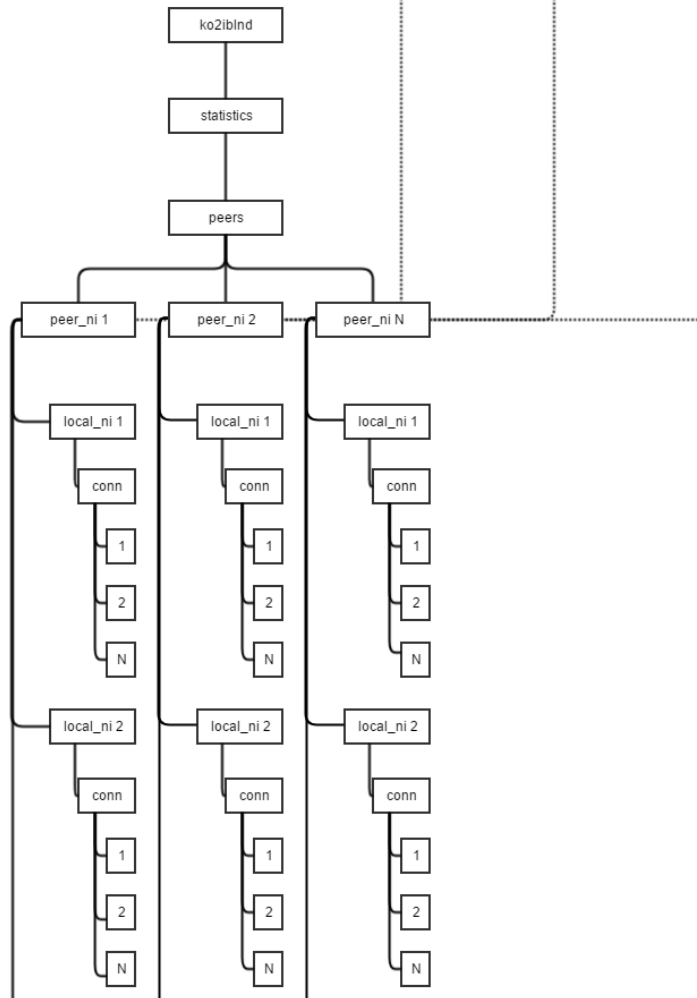 ko2iblnd
statistics
peers
peer_ni 1
peer_ni 2
peer_ni N
local_ni 1
local_ni 1
local_ni 1
conn
conn
conn
1
1
1
2
2
2
N
N
N
local_ni 2
local_ni 2
local_ni 2
conn
conn
conn
1
1
1
2
2
2
N
N
N